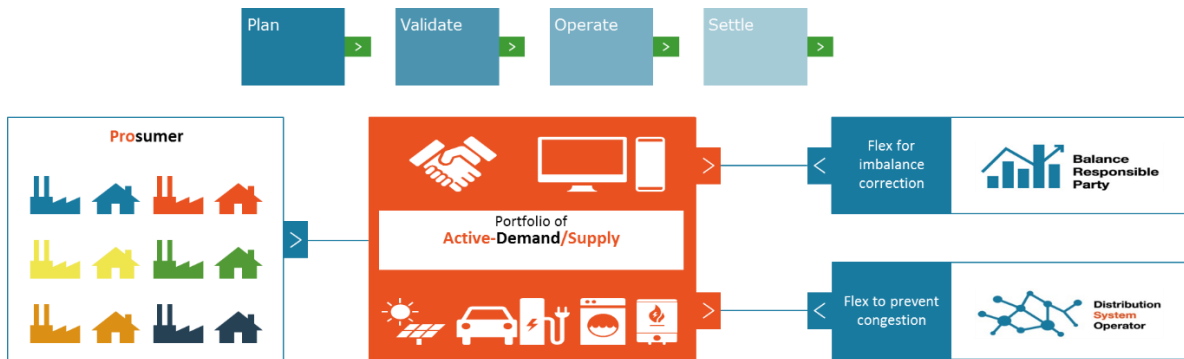 Plan
Validate
Operate
Settle
Prosumer
Portfolio of
Active-Demand/Supply
Flex for
imbalance
correction
Balance
Responsible
Party
Flex to prevent
congestion
Distribution
System
Operator